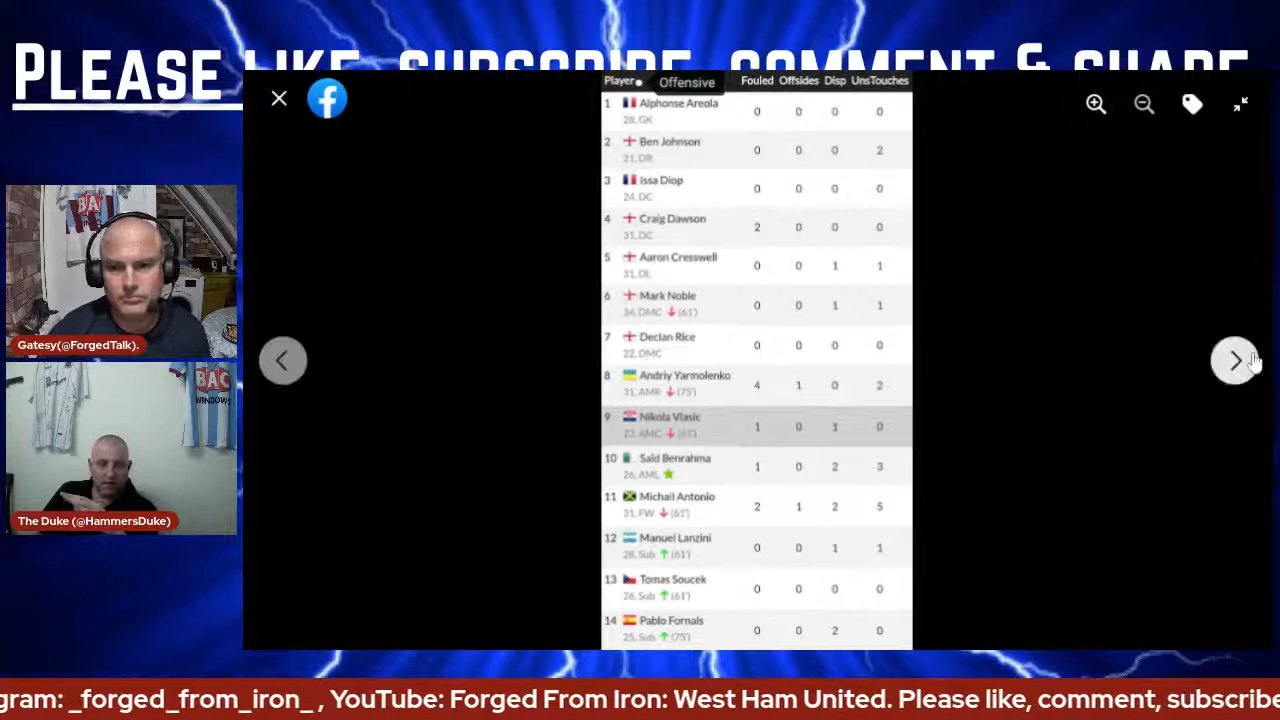 PLEASE LIKE, SUBSCRIBE, COMMENT & SHARE
Player Offensive Fouled Offsides Disp UnsTouches
1 Alphonse Areola 0 0 0 0
28, GK
2 Ben Johnson 0 0 0 2
21, DR
3 Issa Diop 0 0 0 0
24, DC
4 Craig Dawson 2 0 0 0
31, DC
5 Aaron Cresswell 0 0 1 1
31, DL
6 Mark Noble 0 0 1 1
34, DMC (61')
7 Declan Rice 0 0 0 0
22, DMC
8 Andriy Yarmolenko 4 1 0 2
31, AMR (75')
9 Nikola Vlasic 1 0 1 0
23, AMC (61')
10 Saïd Benrahma 1 0 2 3
26, AML
11 Michail Antonio 2 1 2 5
31, FW (61')
12 Manuel Lanzini 0 0 1 1
28, Sub (61')
13 Tomas Soucek 0 0 0 0
26, Sub (61')
14 Pablo Fornals 0 0 2 0
25, Sub (75')
BAC
Gatesy(@ForgedTalk).
BAC
WINDOWS
The Duke (@HammersDuke)
gram: _forged_from_iron_ , YouTube: Forged From Iron: West Ham United. Please like, comment, subscribe